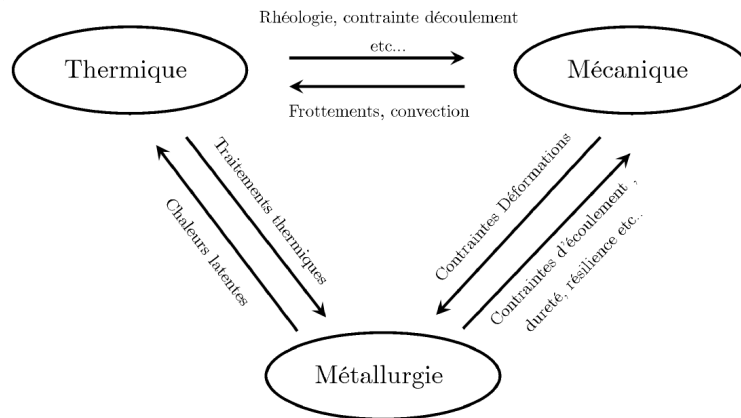 Rhéologie, contrainte découlement
etc...
Thermique
Mécanique
Frottements, convection
Traitements thermiques
Chaleurs latentes
Contraintes Déformations
Contraintes d'écoulement ,
dureté, résilience etc...
Métallurgie